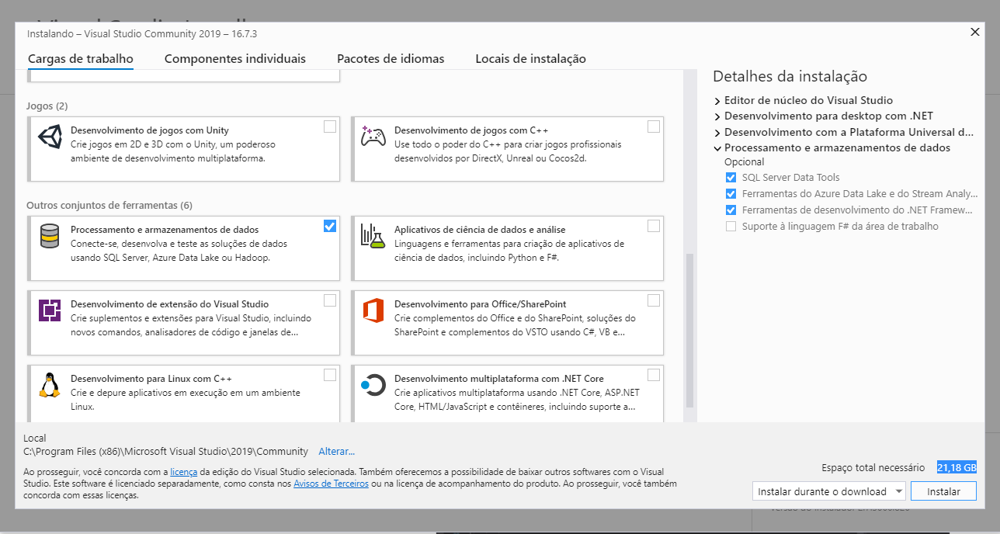 Instalando – Visual Studio Community 2019 – 16.7.3
Cargas de trabalho
Componentes individuais
Pacotes de idiomas
Locais de instalação
Jogos (2)
Desenvolvimento de jogos com Unity
Crie jogos em 2D e 3D com o Unity, um poderoso
ambiente de desenvolvimento multiplataforma.
Desenvolvimento de jogos com C++
Use todo o poder do C++ para criar jogos profissionais
desenvolvidos por DirectX, Unreal ou Cocos2d.
Outros conjuntos de ferramentas (6)
Processamento e armazenamentos de dados
Conecte-se, desenvolva e teste as soluções de dados
usando SQL Server, Azure Data Lake ou Hadoop.
Aplicativos de ciência de dados e análise
Linguagens e ferramentas para criação de aplicativos de
ciência de dados, incluindo Python e F#.
Desenvolvimento de extensão do Visual Studio
Crie suplementos e extensões para Visual Studio, incluindo
novos comandos, analisadores de código e janelas de...
Desenvolvimento para Office/SharePoint
Crie complementos do Office e do SharePoint, soluções do
SharePoint e complementos do VSTO usando C#, VB e...
Desenvolvimento para Linux com C++
Crie e depure aplicativos em execução em um ambiente
Linux.
Desenvolvimento multiplataforma com .NET Core
Crie aplicativos multiplataforma usando .NET Core, ASP.NET
Core, HTML/JavaScript e contêineres, incluindo suporte a...
Detalhes da instalação
Editor de núcleo do Visual Studio
Desenvolvimento para desktop com .NET
Desenvolvimento com a Plataforma Universal d...
Processamento e armazenamentos de dados
Opcional
SQL Server Data Tools
Ferramentas do Azure Data Lake e do Stream Analy...
Ferramentas de desenvolvimento do .NET Framew...
Suporte à linguagem F# da área de trabalho
Local
C:\Program Files (x86)\Microsoft Visual Studio\2019\Community Alterar...
Ao prosseguir, você concorda com a licença da edição do Visual Studio selecionada. Também oferecemos a possibilidade de baixar outros softwares com o Visual
Studio. Este software é licenciado separadamente, como consta nos Avisos de Terceiros ou na licença de acompanhamento do produto. Ao prosseguir, você também
concorda com essas licenças.
Espaço total necessário 21,18 GB
Instalar durante o download
Instalar